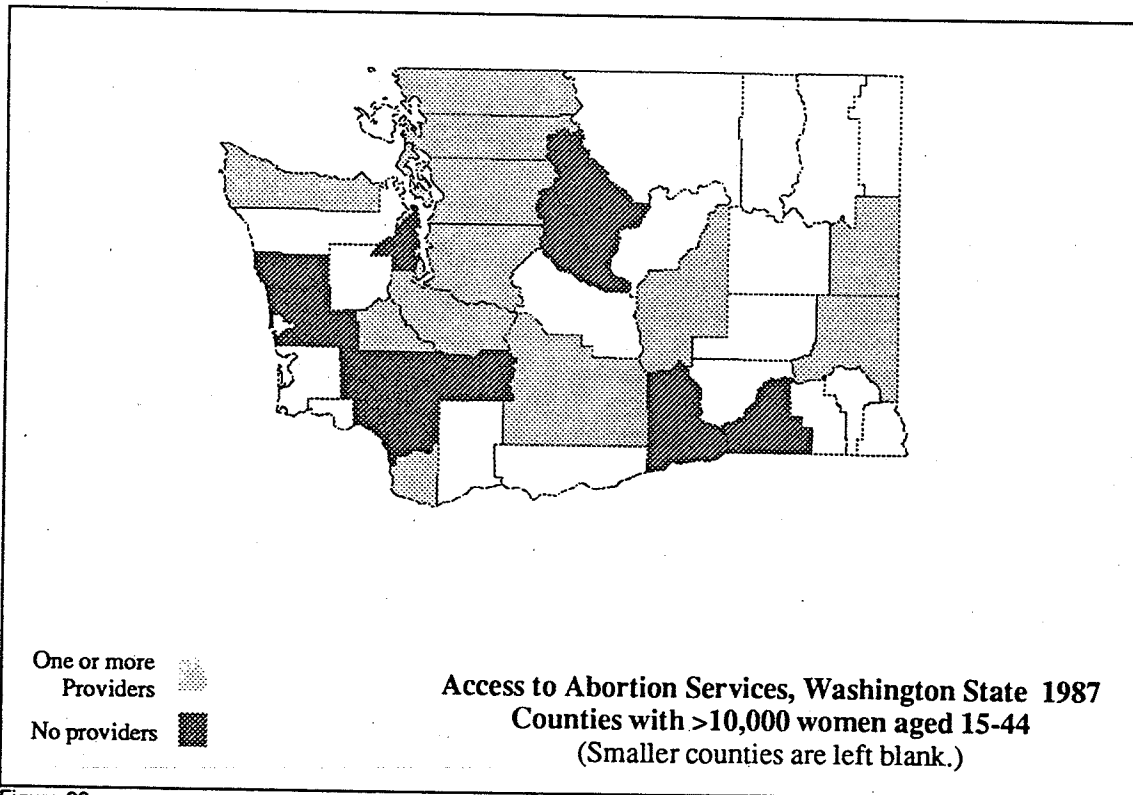 One or more
Providers
No providers
Access to Abortion Services, Washington State 1987
Counties with >10,000 women aged 15-44
(Smaller counties are left blank.)